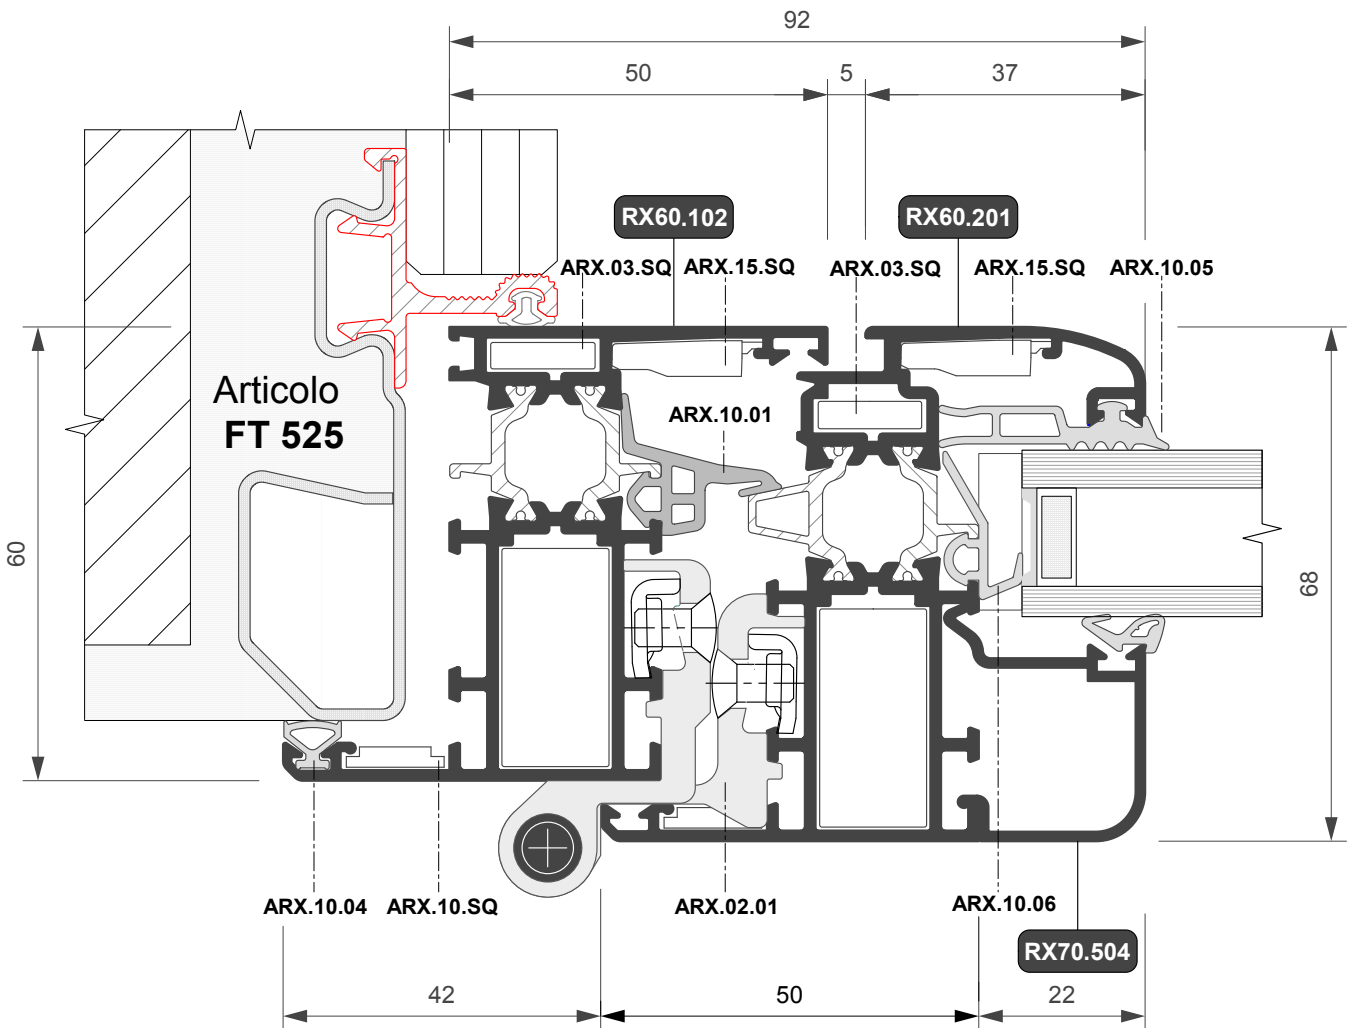 92
50
5
37
RX60.102
RX60.201
ARX.03.SQ
ARX.15.SQ
ARX.03.SQ
ARX.15.SQ
ARX.10.05
Articolo
FT 525
ARX.10.01
60
68
ARX.10.04
ARX.10.SQ
ARX.02.01
ARX.10.06
RX70.504
42
50
22